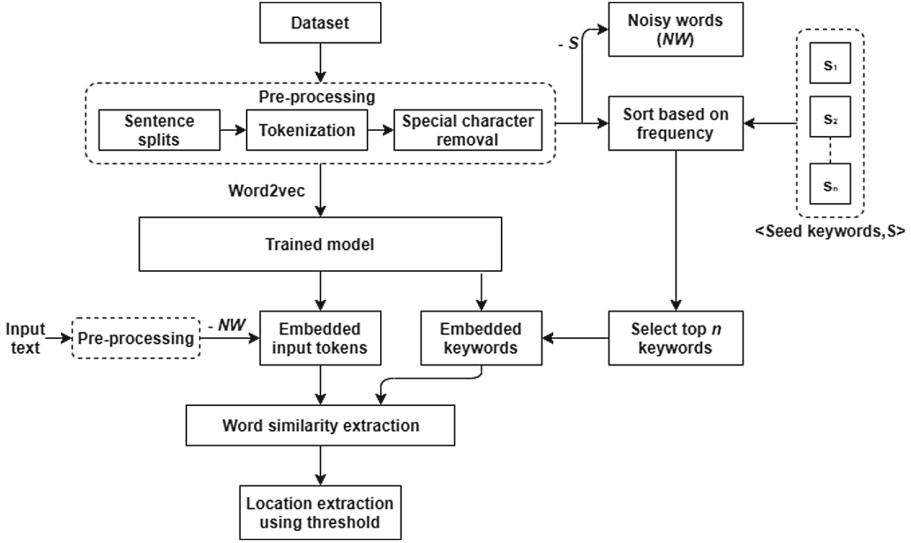 Dataset
Noisy words
(NW)
- S
Pre-processing
Sentence
splits
Tokenization
Special character
removal
Sort based on
frequency
S1
S2
Sn
<Seed keywords,S>
Word2vec
Trained model
Input
text
Pre-processing
- NW
Embedded
input tokens
Embedded
keywords
Select top n
keywords
Word similarity extraction
Location extraction
using threshold